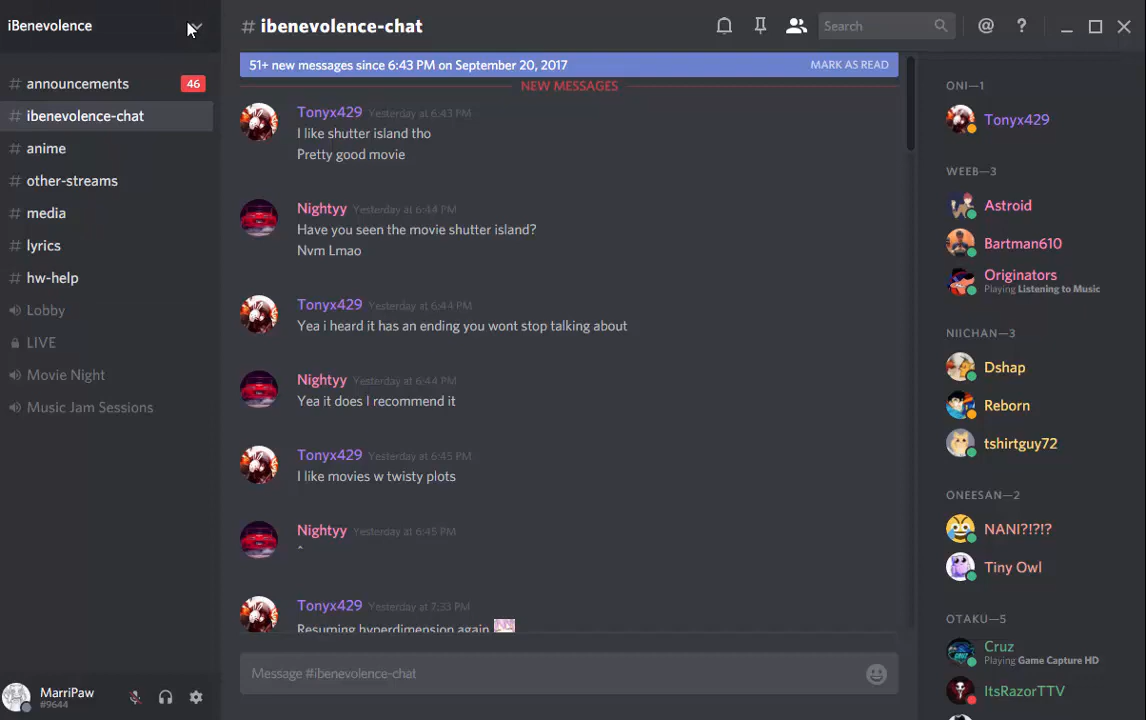 iBenevolence
# announcements 46
# ibenevolence-chat
# anime
# other-streams
# media
# lyrics
# hw-help
Lobby
LIVE
Movie Night
Music Jam Sessions
MarriPaw
#9644
# ibenevolence-chat
Search
@
?
51+ new messages since 6:43 PM on September 20, 2017 MARK AS READ
NEW MESSAGES
Tonyx429 Yesterday at 6:43 PM
I like shutter island tho
Pretty good movie
Nightyy Yesterday at 6:44 PM
Have you seen the movie shutter island?
Nvm Lmao
Tonyx429 Yesterday at 6:44 PM
Yea i heard it has an ending you wont stop talking about
Nightyy Yesterday at 6:44 PM
Yea it does I recommend it
Tonyx429 Yesterday at 6:45 PM
I like movies w twisty plots
Nightyy Yesterday at 6:45 PM
^
Tonyx429 Yesterday at 7:33 PM
Resuming hyperdimension again
Message #ibenevolence-chat
ONI—1
Tonyx429
WEEB—3
Astroid
Bartman610
Originators
Playing Listening to Music
NIICHAN—3
Dshap
Reborn
tshirtguy72
ONEESAN—2
NANI?!?!?
Tiny Owl
OTAKU—5
Cruz
Playing Game Capture HD
ItsRazorTTV